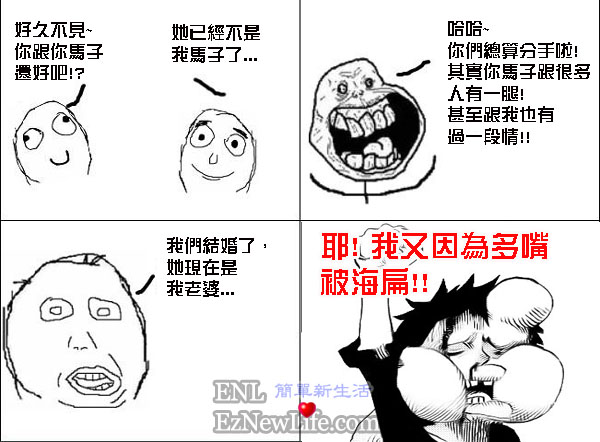 好久不見~
你跟你馬子
還好吧!?
她已經不是
我馬子了...
哈哈~
你們總算分手啦!
其實你馬子跟很多
人有一腿!
甚至跟我也有
過一段情!!
我們結婚了，
她現在是
我老婆...
耶! 我又因為多嘴
被海扁!!
ENL 簡單新生活
EzNewLife.com